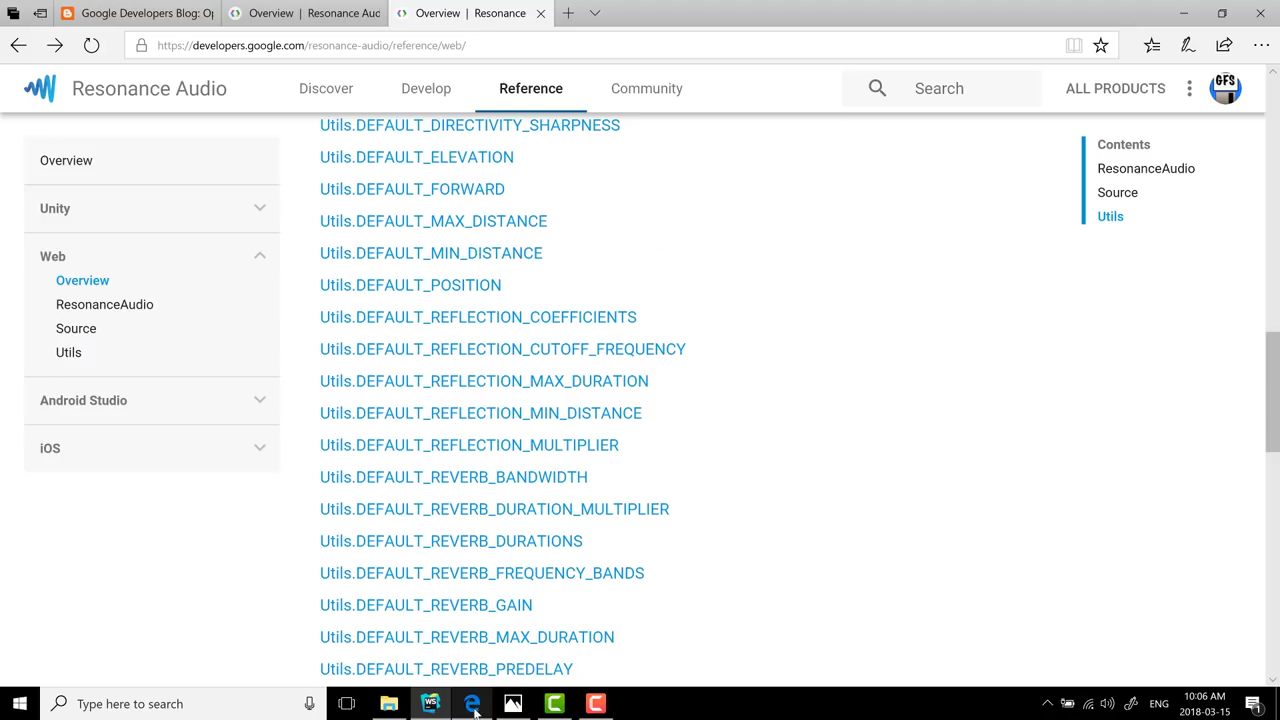 Google Developers Blog: Op
Overview | Resonance Aud
Overview | Resonance
https://developers.google.com/resonance-audio/reference/web/
Resonance Audio
Discover
Develop
Reference
Community
Search
ALL PRODUCTS
GFS
Overview
Unity
Web
Overview
ResonanceAudio
Source
Utils
Android Studio
iOS
Utils.DEFAULT_DIRECTIVITY_SHARPNESS
Utils.DEFAULT_ELEVATION
Utils.DEFAULT_FORWARD
Utils.DEFAULT_MAX_DISTANCE
Utils.DEFAULT_MIN_DISTANCE
Utils.DEFAULT_POSITION
Utils.DEFAULT_REFLECTION_COEFFICIENTS
Utils.DEFAULT_REFLECTION_CUTOFF_FREQUENCY
Utils.DEFAULT_REFLECTION_MAX_DURATION
Utils.DEFAULT_REFLECTION_MIN_DISTANCE
Utils.DEFAULT_REFLECTION_MULTIPLIER
Utils.DEFAULT_REVERB_BANDWIDTH
Utils.DEFAULT_REVERB_DURATION_MULTIPLIER
Utils.DEFAULT_REVERB_DURATIONS
Utils.DEFAULT_REVERB_FREQUENCY_BANDS
Utils.DEFAULT_REVERB_GAIN
Utils.DEFAULT_REVERB_MAX_DURATION
Utils.DEFAULT_REVERB_PREDELAY
Contents
ResonanceAudio
Source
Utils
Type here to search
WS
ENG
10:06 AM
2018-03-15
1